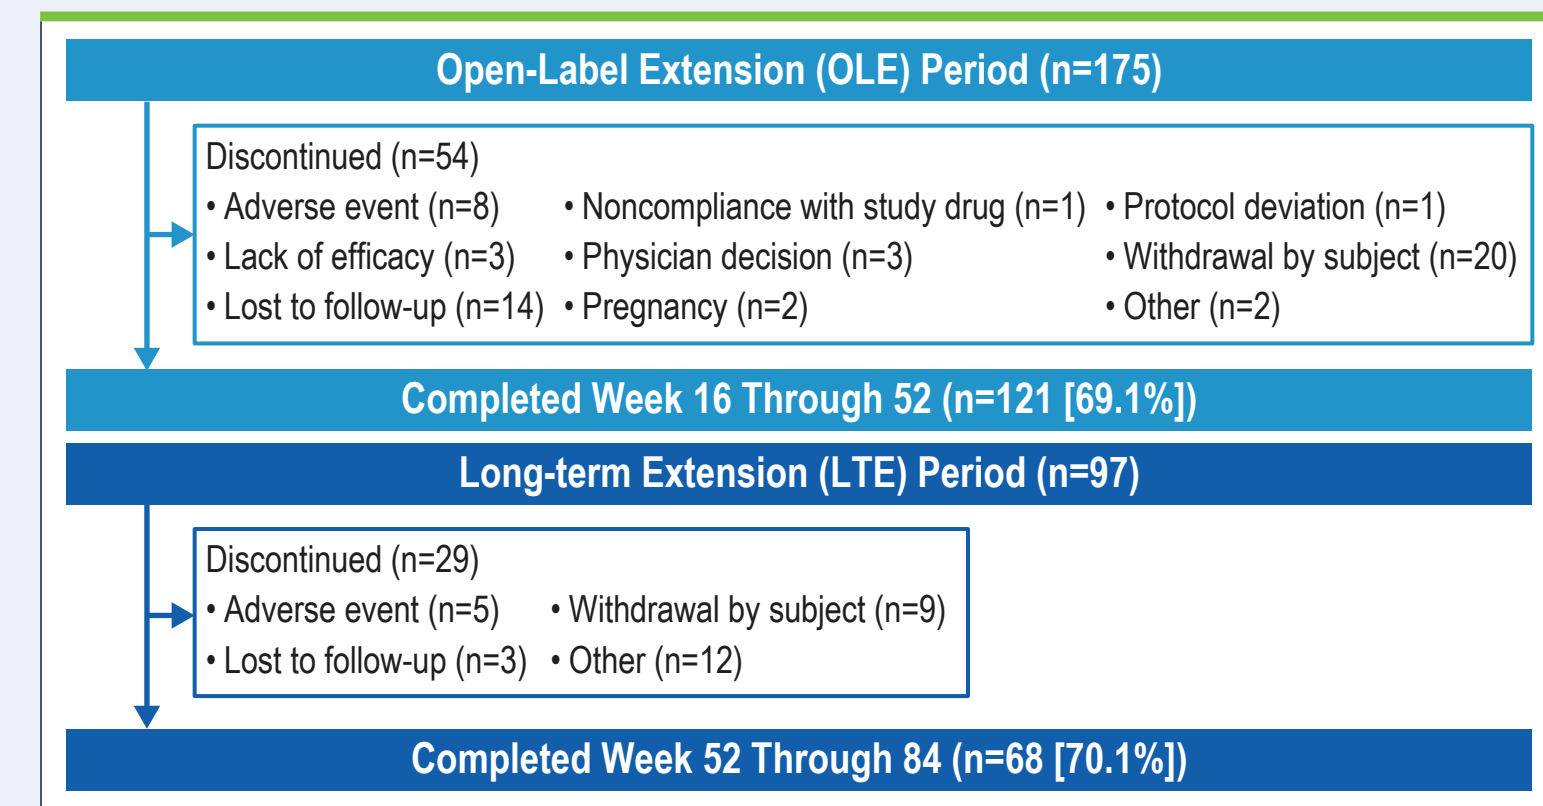 Open-Label Extension (OLE) Period (n=175)
Discontinued (n=54)
• Adverse event (n=8) • Noncompliance with study drug (n=1) • Protocol deviation (n=1)
• Lack of efficacy (n=3) • Physician decision (n=3) • Withdrawal by subject (n=20)
• Lost to follow-up (n=14) • Pregnancy (n=2) • Other (n=2)
Completed Week 16 Through 52 (n=121 [69.1%])
Long-term Extension (LTE) Period (n=97)
Discontinued (n=29)
• Adverse event (n=5) • Withdrawal by subject (n=9)
• Lost to follow-up (n=3) • Other (n=12)
Completed Week 52 Through 84 (n=68 [70.1%])